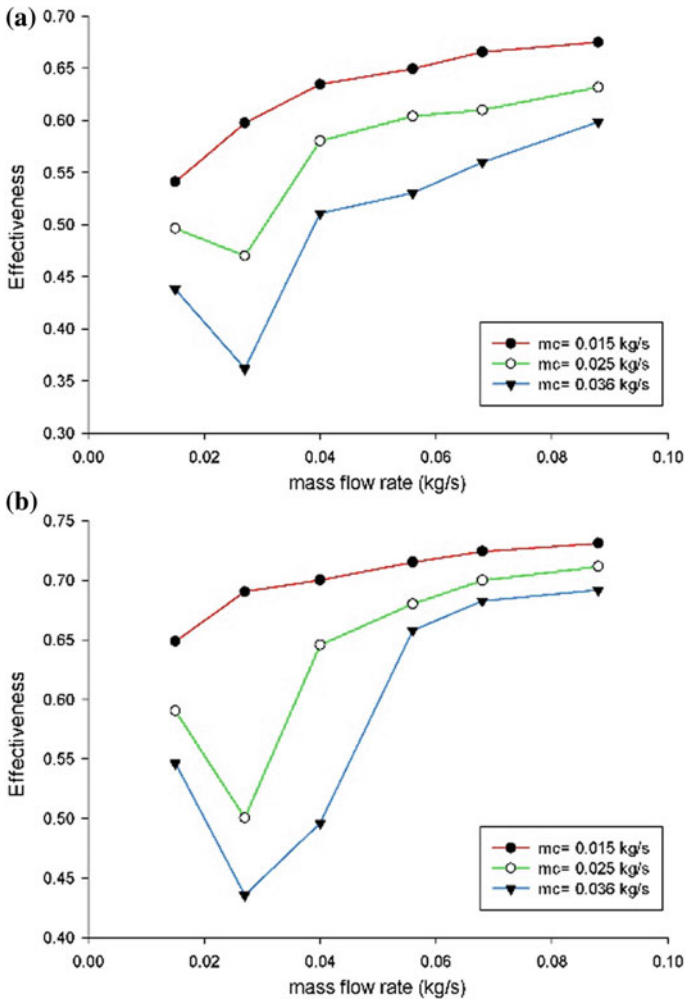 (a)
0.70
0.65
0.60
0.55
0.50
0.45
0.40
0.35
0.30
Effectiveness
mc= 0.015 kg/s
mc= 0.025 kg/s
mc= 0.036 kg/s
0.00 0.02 0.04 0.06 0.08 0.10
mass flow rate (kg/s)
(b)
0.75
0.70
0.65
0.60
0.55
0.50
0.45
0.40
Effectiveness
mc= 0.015 kg/s
mc= 0.025 kg/s
mc= 0.036 kg/s
0.00 0.02 0.04 0.06 0.08 0.10
mass flow rate (kg/s)